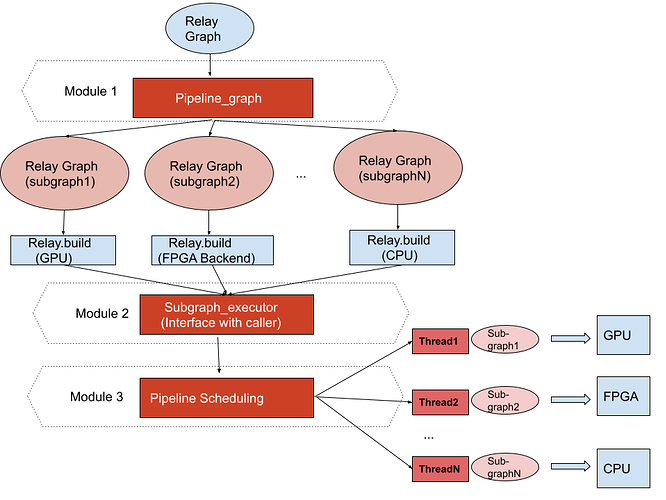 Relay
Graph
Module 1
Pipeline_graph
Relay Graph
(subgraph1)
Relay Graph
(subgraph2)
...
Relay Graph
(subgraphN)
Relay.build
(GPU)
Relay.build
(FPGA Backend)
Relay.build
(CPU)
Module 2
Subgraph_executor
(Interface with caller)
Module 3
Pipeline Scheduling
Thread1
Sub-
graph1
GPU
Thread2
Sub-
graph2
FPGA
...
ThreadN
Sub-
graphN
CPU